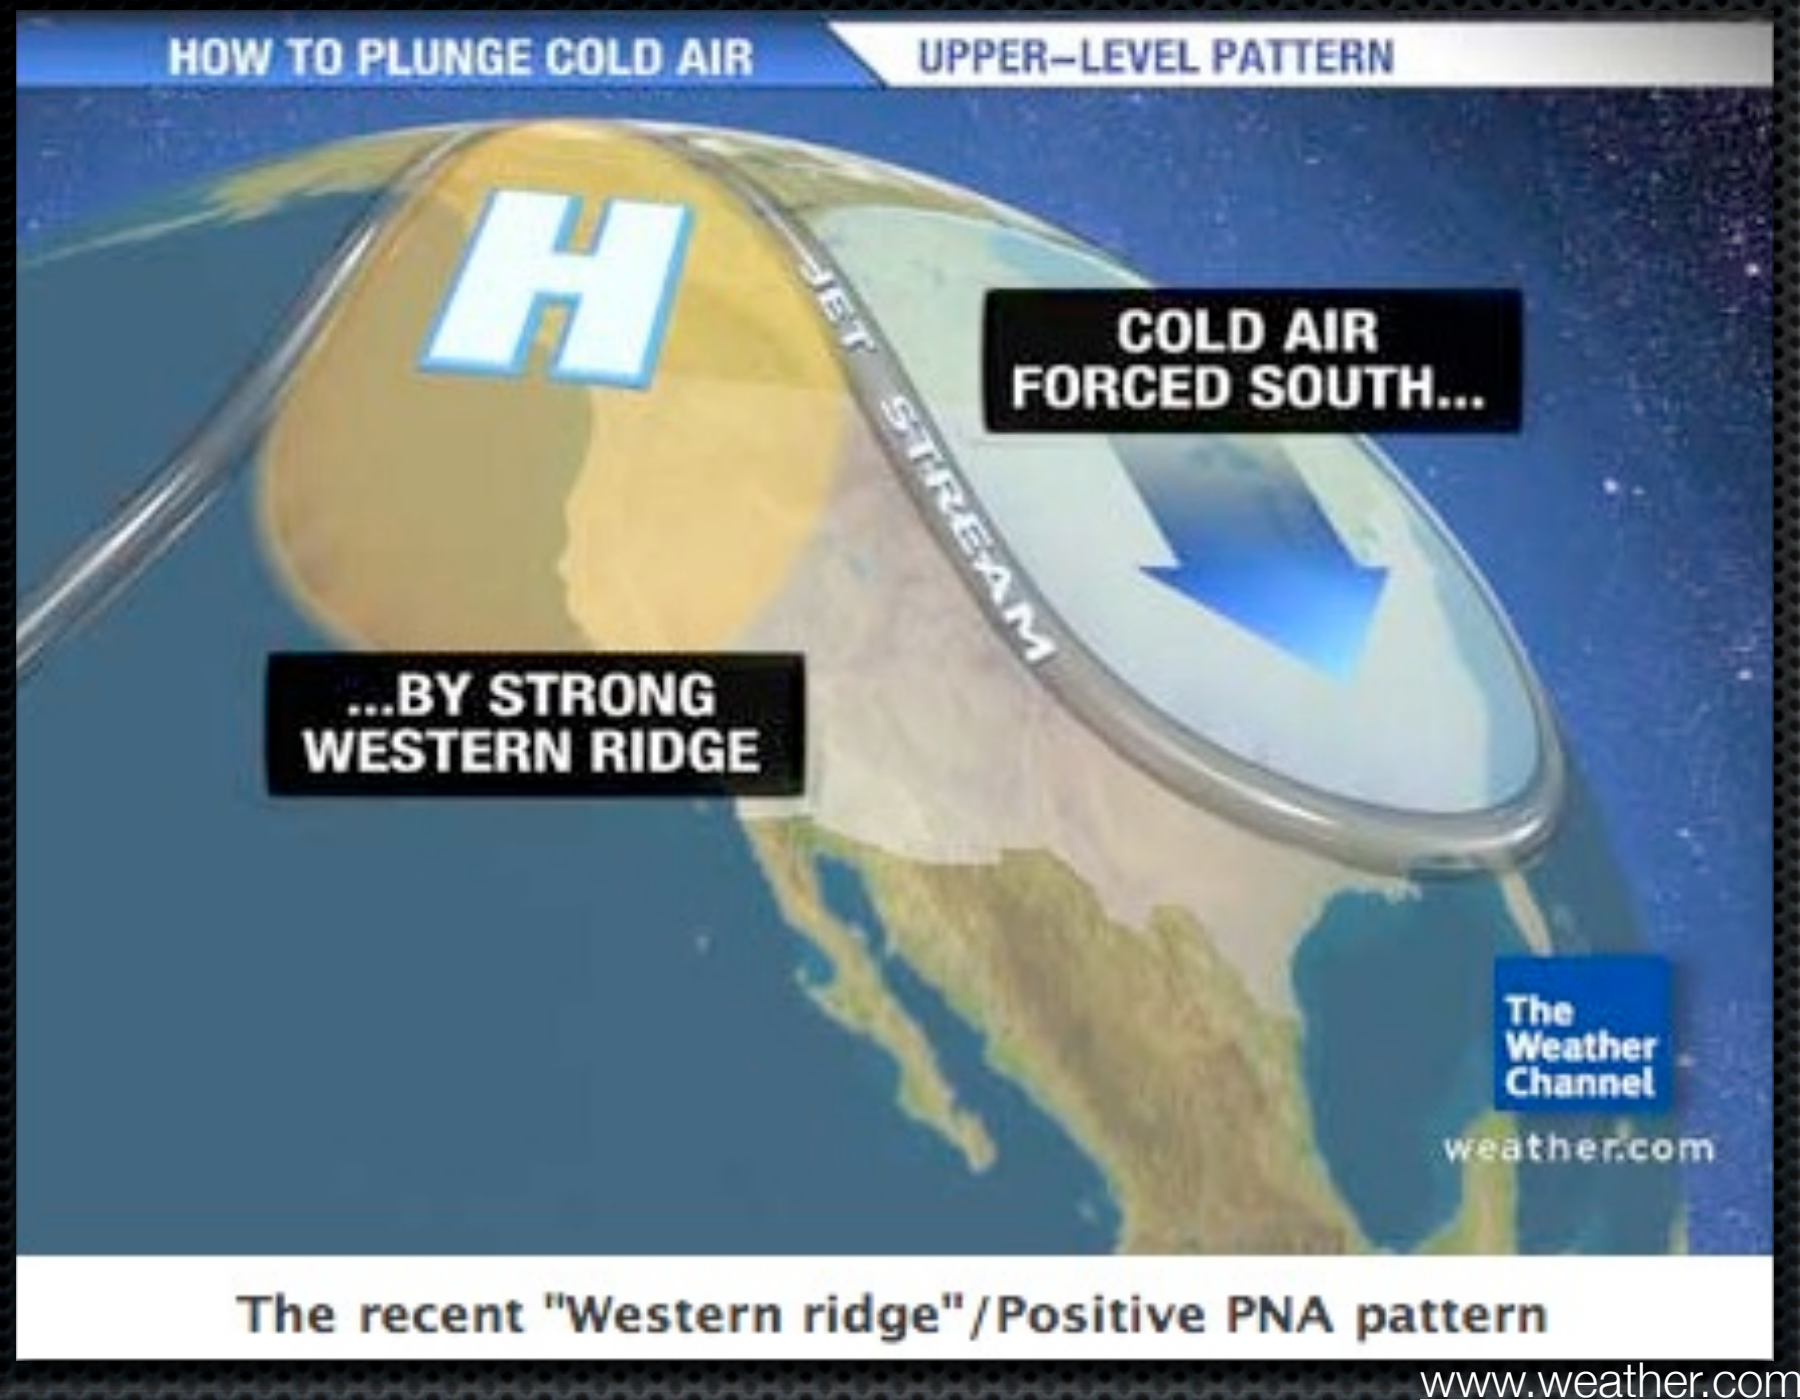 HOW TO PLUNGE COLD AIR
UPPER-LEVEL PATTERN
H
JET STREAM
COLD AIR
FORCED SOUTH...
...BY STRONG
WESTERN RIDGE
The
Weather
Channel
weather.com
The recent "Western ridge"/Positive PNA pattern
www.weather.com